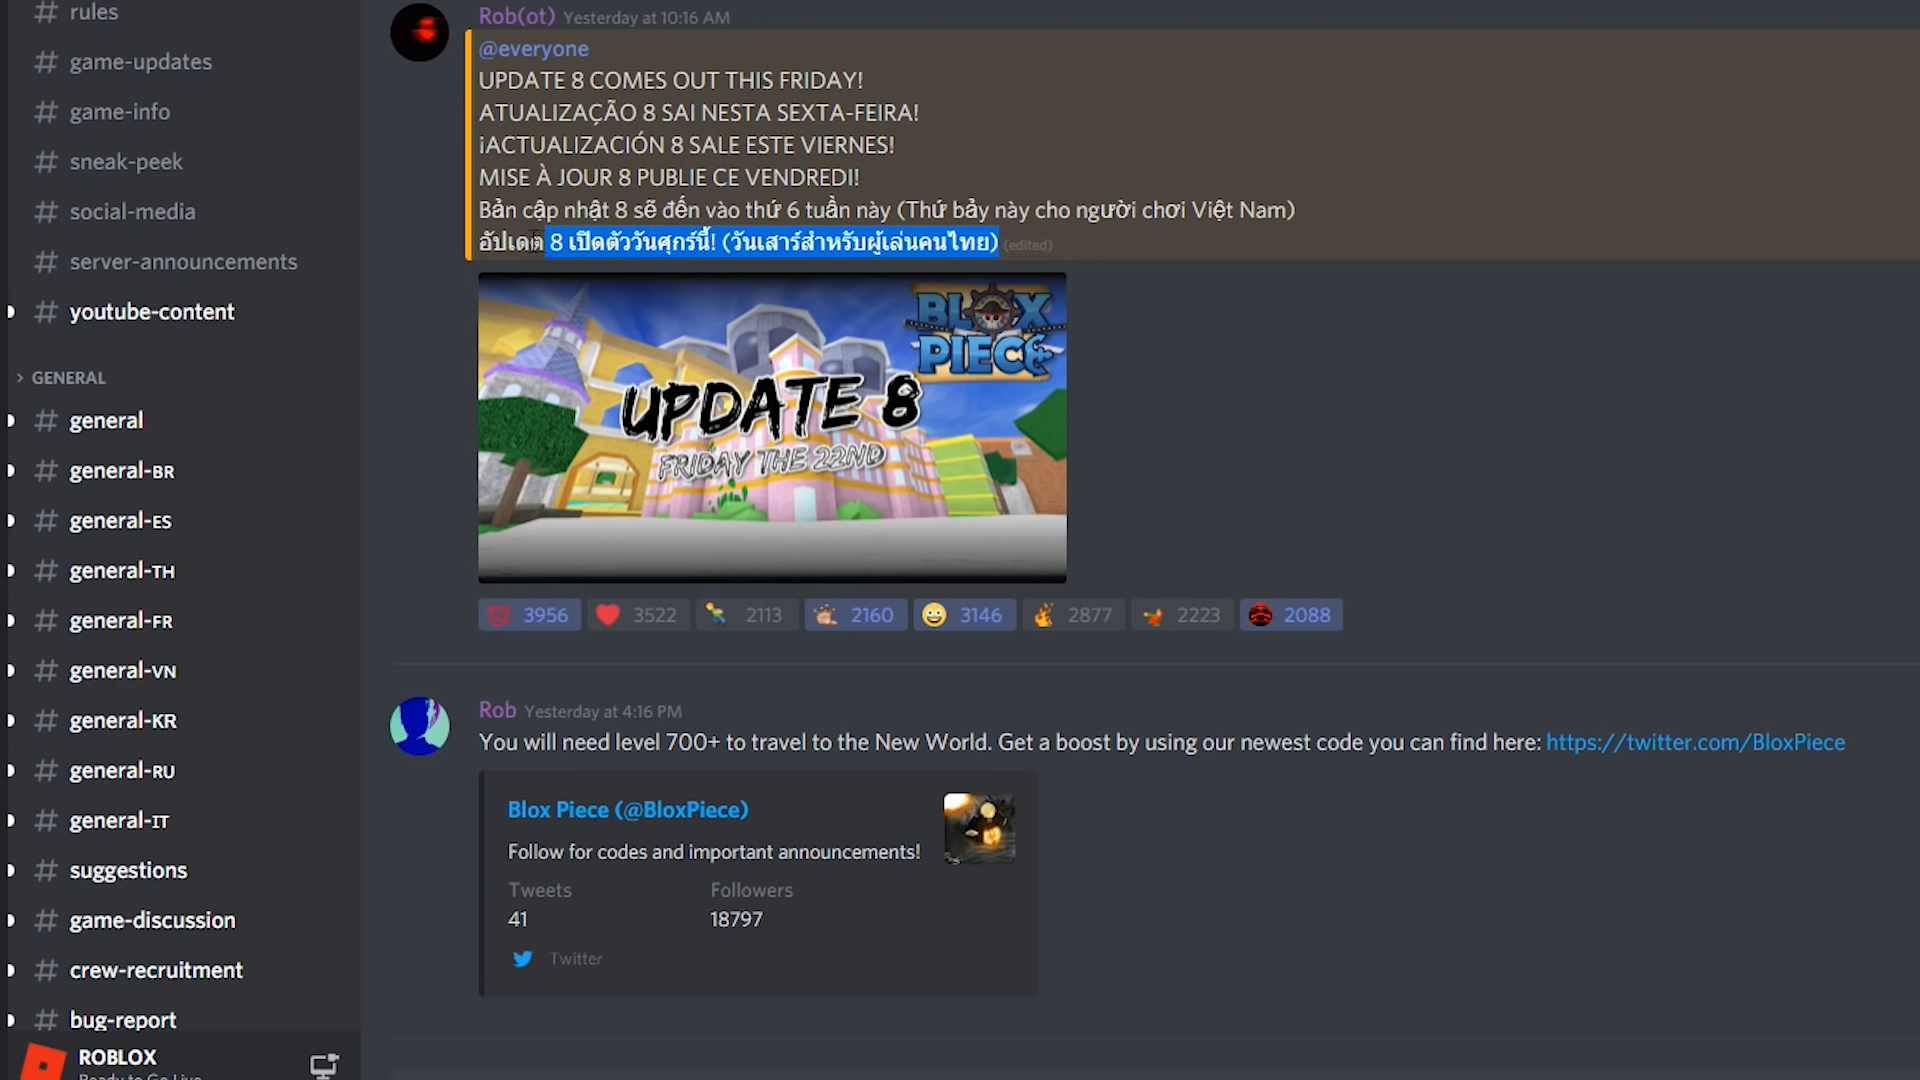 # rules
# game-updates
# game-info
# sneak-peek
# social-media
# server-announcements
# youtube-content
> GENERAL
# general
# general-BR
# general-ES
# general-TH
# general-FR
# general-VN
# general-KR
# general-RU
# general-IT
# suggestions
# game-discussion
# crew-recruitment
# bug-report
ROBLOX
Ready to Go Live
Rob(ot) Yesterday at 10:16 AM
@everyone
UPDATE 8 COMES OUT THIS FRIDAY!
ATUALIZAÇÃO 8 SAI NESTA SEXTA-FEIRA!
¡ACTUALIZACIÓN 8 SALE ESTE VIERNES!
MISE À JOUR 8 PUBLIE CE VENDREDI!
Bản cập nhật 8 sẽ đến vào thứ 6 tuần này (Thứ bảy này cho người chơi Việt Nam)
อัปเดต 8 เปิดตัววันศุกร์นี้! (วันเสาร์สำหรับผู้เล่นคนไทย) (edited)
BLOX
PIECE
UPDATE 8
FRIDAY THE 22ND
3956 3522 2113 2160 3146 2877 2223 2088
Rob Yesterday at 4:16 PM
You will need level 700+ to travel to the New World. Get a boost by using our newest code you can find here: https://twitter.com/BloxPiece
Blox Piece (@BloxPiece)
Follow for codes and important announcements!
Tweets Followers
41 18797
Twitter